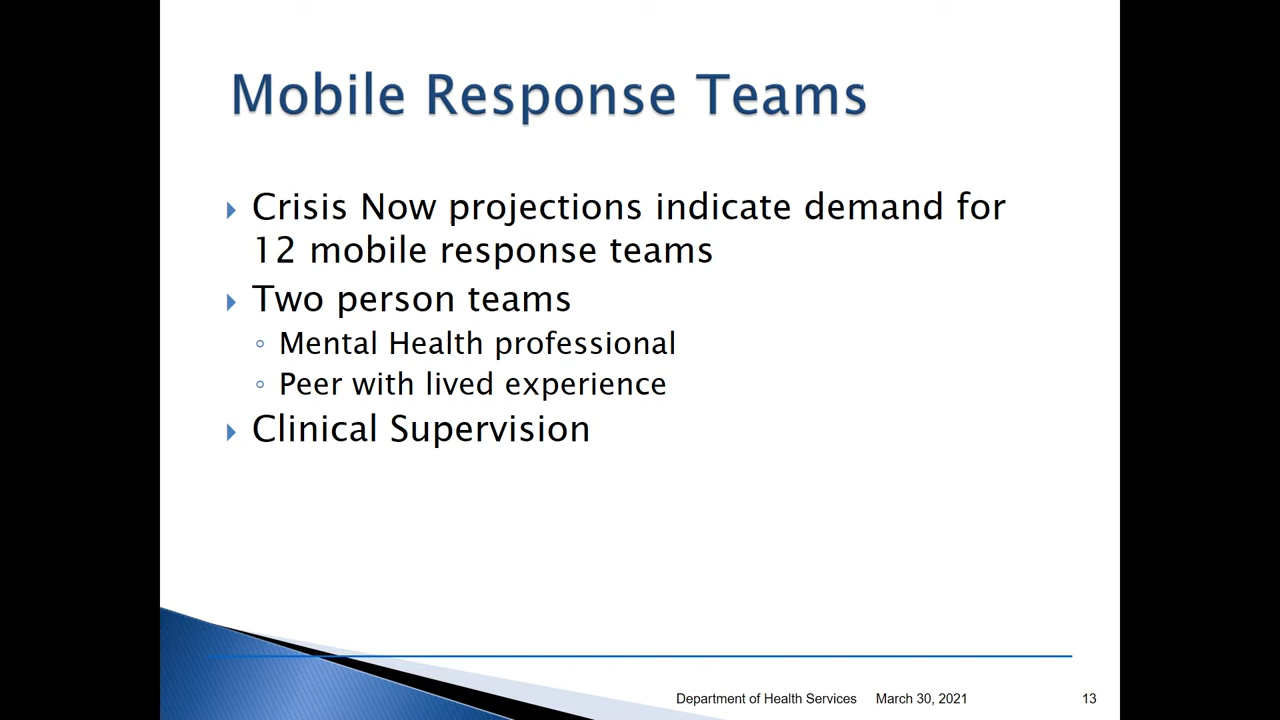 Mobile Response Teams
Crisis Now projections indicate demand for
12 mobile response teams
Two person teams
Mental Health professional
Peer with lived experience
Clinical Supervision
Department of Health Services March 30, 2021 13